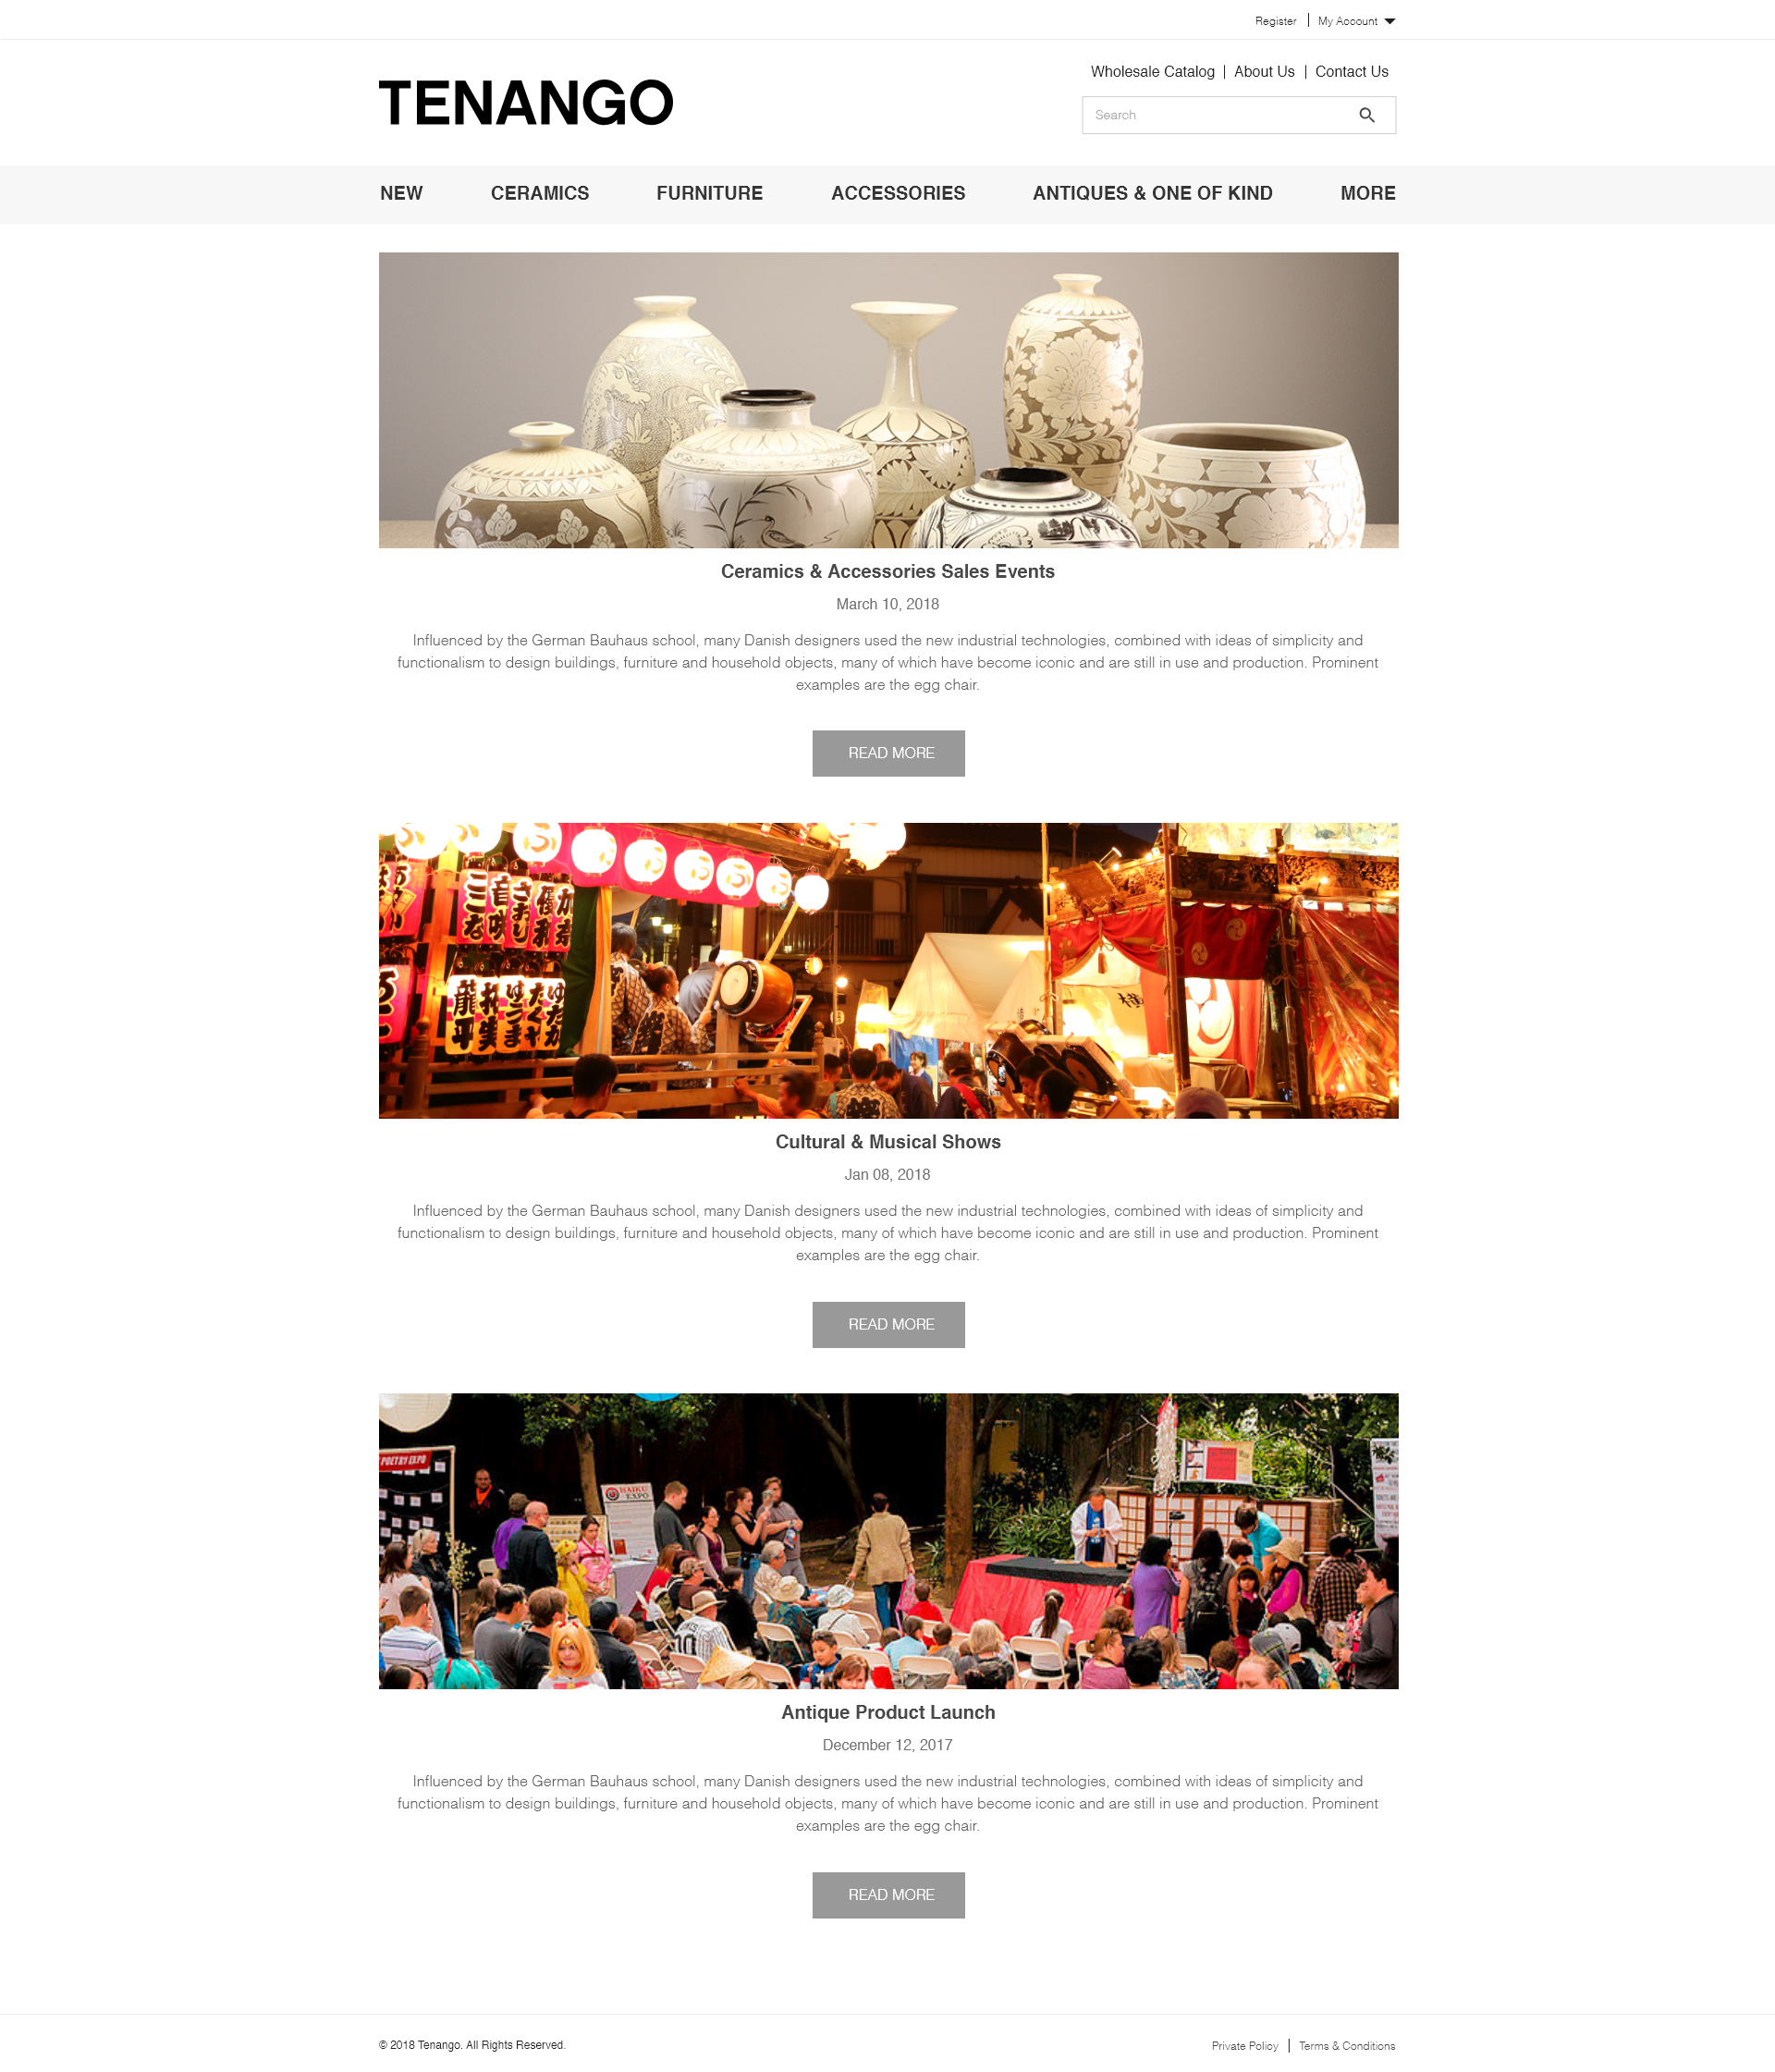 Register | My Account
TENANGO
Wholesale Catalog | About Us | Contact Us
Search
NEW CERAMICS FURNITURE ACCESSORIES ANTIQUES & ONE OF KIND MORE
Ceramics & Accessories Sales Events
March 10, 2018
Influenced by the German Bauhaus school, many Danish designers used the new industrial technologies, combined with ideas of simplicity and
functionalism to design buildings, furniture and household objects, many of which have become iconic and are still in use and production. Prominent
examples are the egg chair.
READ MORE
Cultural & Musical Shows
Jan 08, 2018
Influenced by the German Bauhaus school, many Danish designers used the new industrial technologies, combined with ideas of simplicity and
functionalism to design buildings, furniture and household objects, many of which have become iconic and are still in use and production. Prominent
examples are the egg chair.
READ MORE
POETRY EXPO
HAIKU
EXPO
Antique Product Launch
December 12, 2017
Influenced by the German Bauhaus school, many Danish designers used the new industrial technologies, combined with ideas of simplicity and
functionalism to design buildings, furniture and household objects, many of which have become iconic and are still in use and production. Prominent
examples are the egg chair.
READ MORE
© 2018 Tenango. All Rights Reserved.
Private Policy | Terms & Conditions